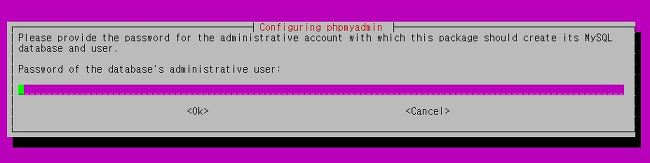 Configuring phpmyadmin
Please provide the password for the administrative account with which this package should create its MySQL
database and user.
Password of the database's administrative user:
<Ok> <Cancel>